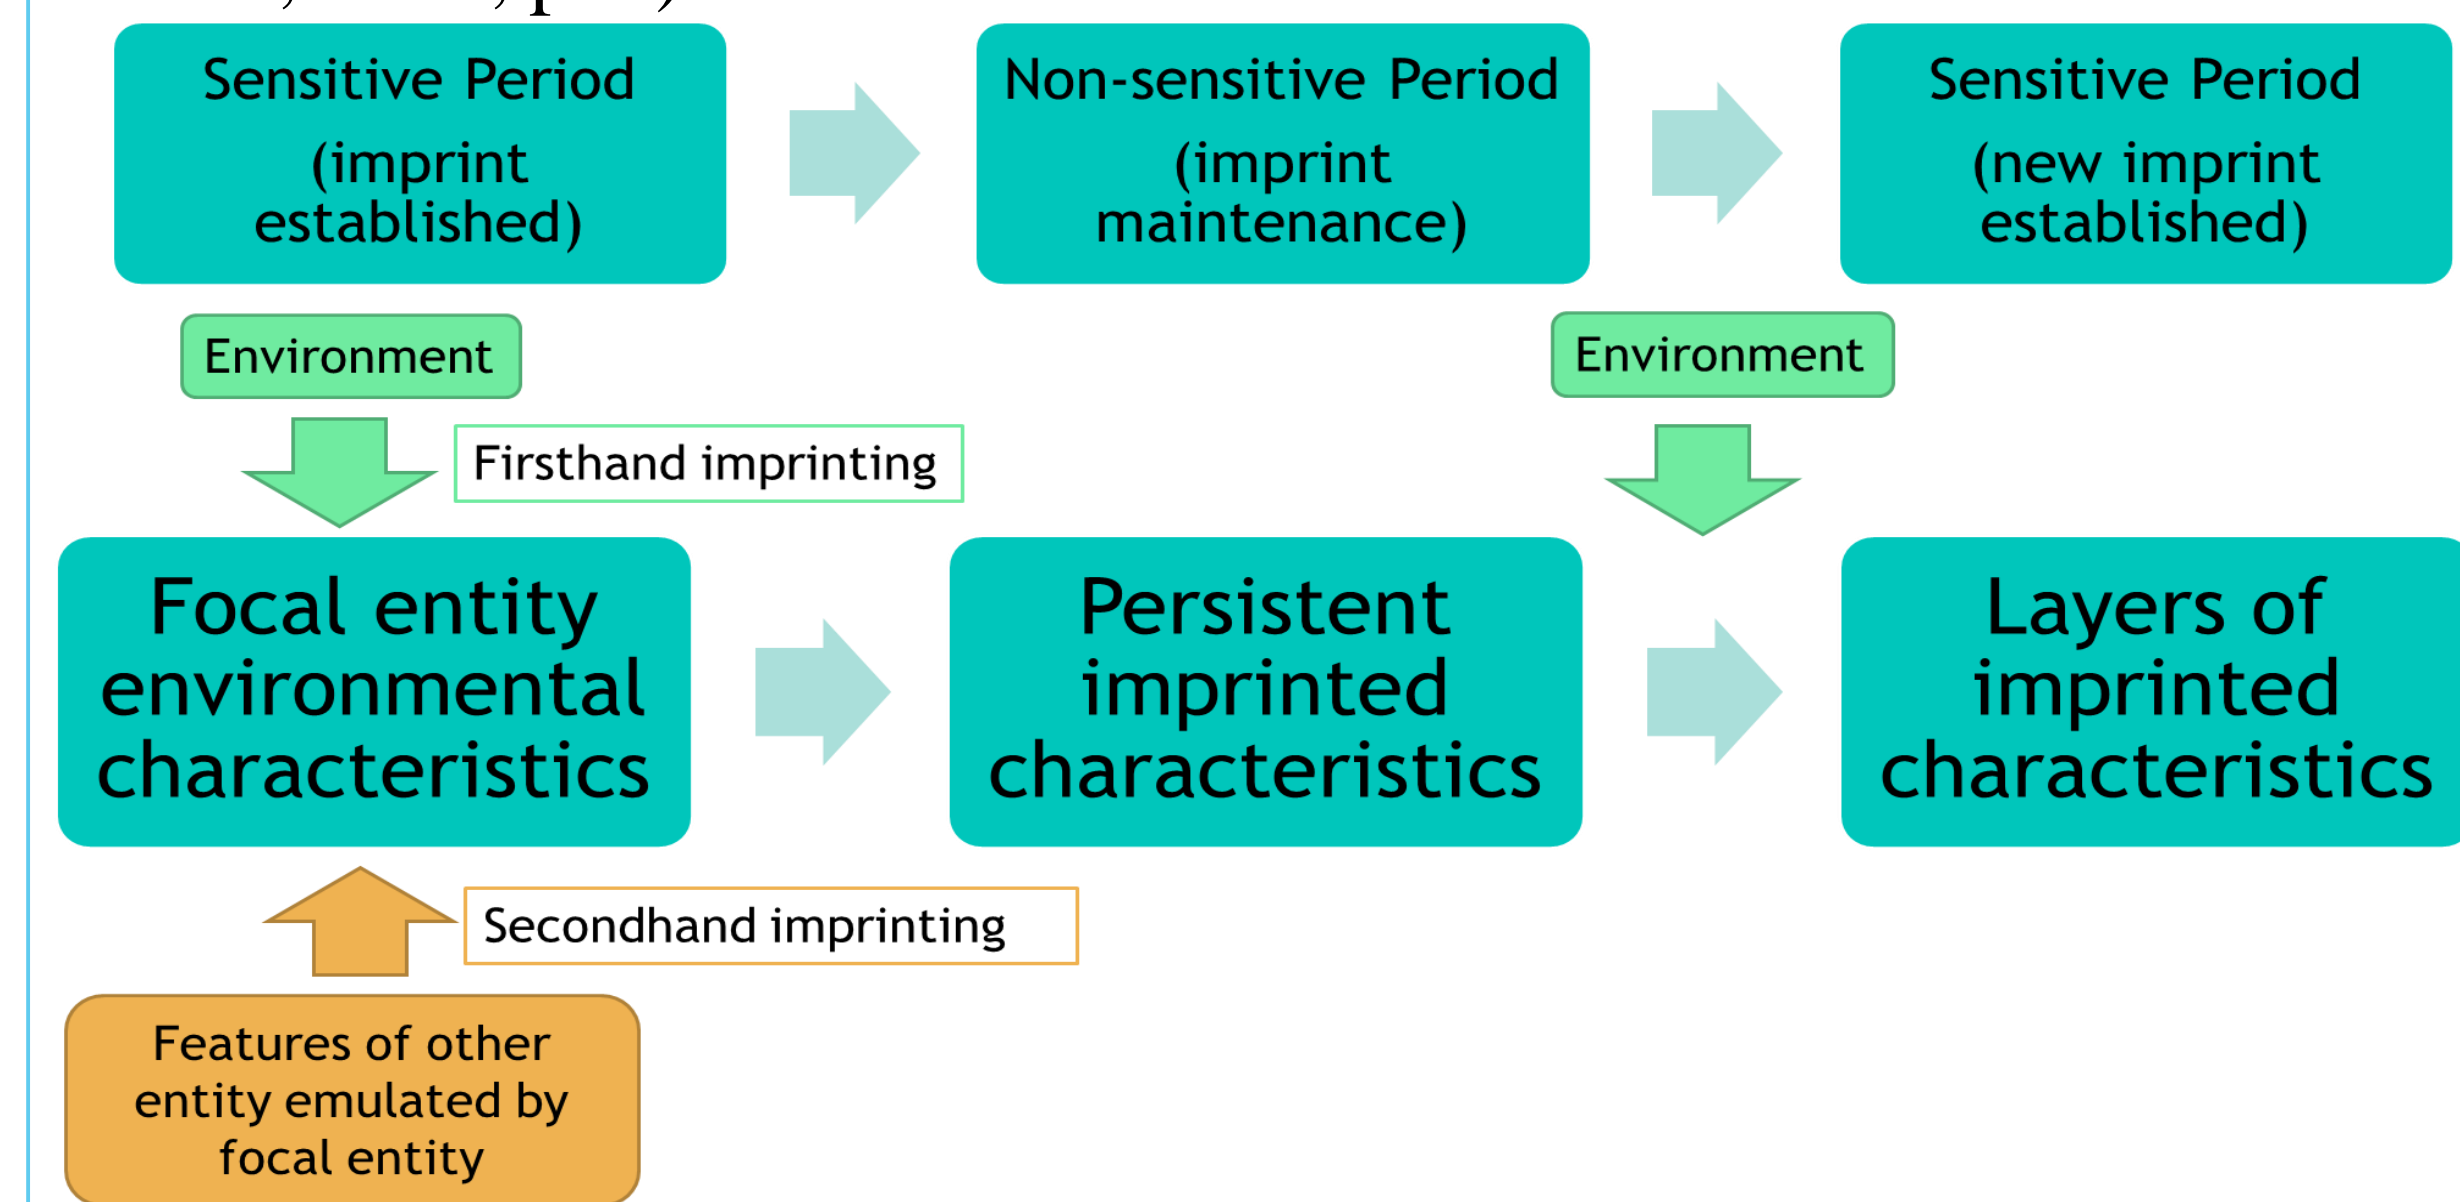 Sensitive Period
(imprint
established)
Non-sensitive Period
(imprint
maintenance)
Sensitive Period
(new imprint
established)
Environment
Environment
Firsthand imprinting
Focal entity
environmental
characteristics
Persistent
imprinted
characteristics
Layers of
imprinted
characteristics
Secondhand imprinting
Features of other
entity emulated by
focal entity